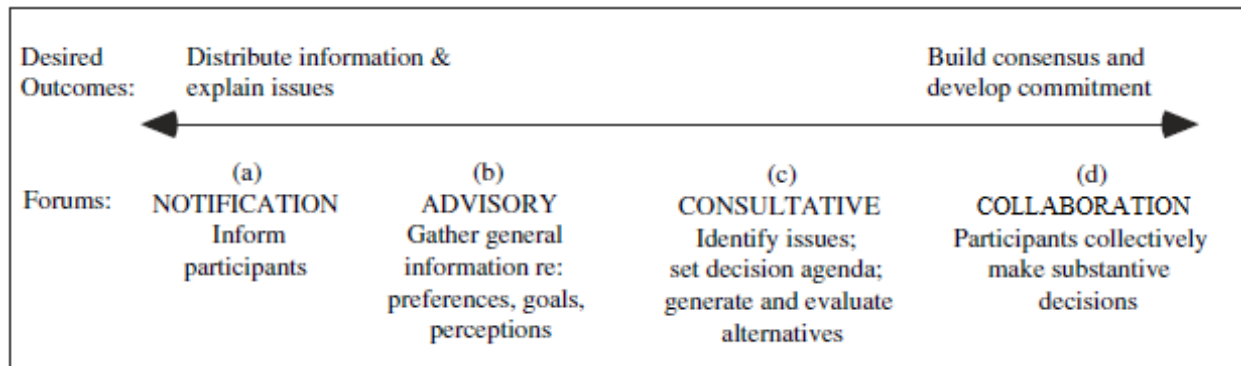 Desired Outcomes:
Distribute information &
explain issues
Build consensus and
develop commitment
Forums:
(a)
NOTIFICATION
Inform
participants
(b)
ADVISORY
Gather general
information re:
preferences, goals,
perceptions
(c)
CONSULTATIVE
Identify issues;
set decision agenda;
generate and evaluate
alternatives
(d)
COLLABORATION
Participants collectively
make substantive
decisions